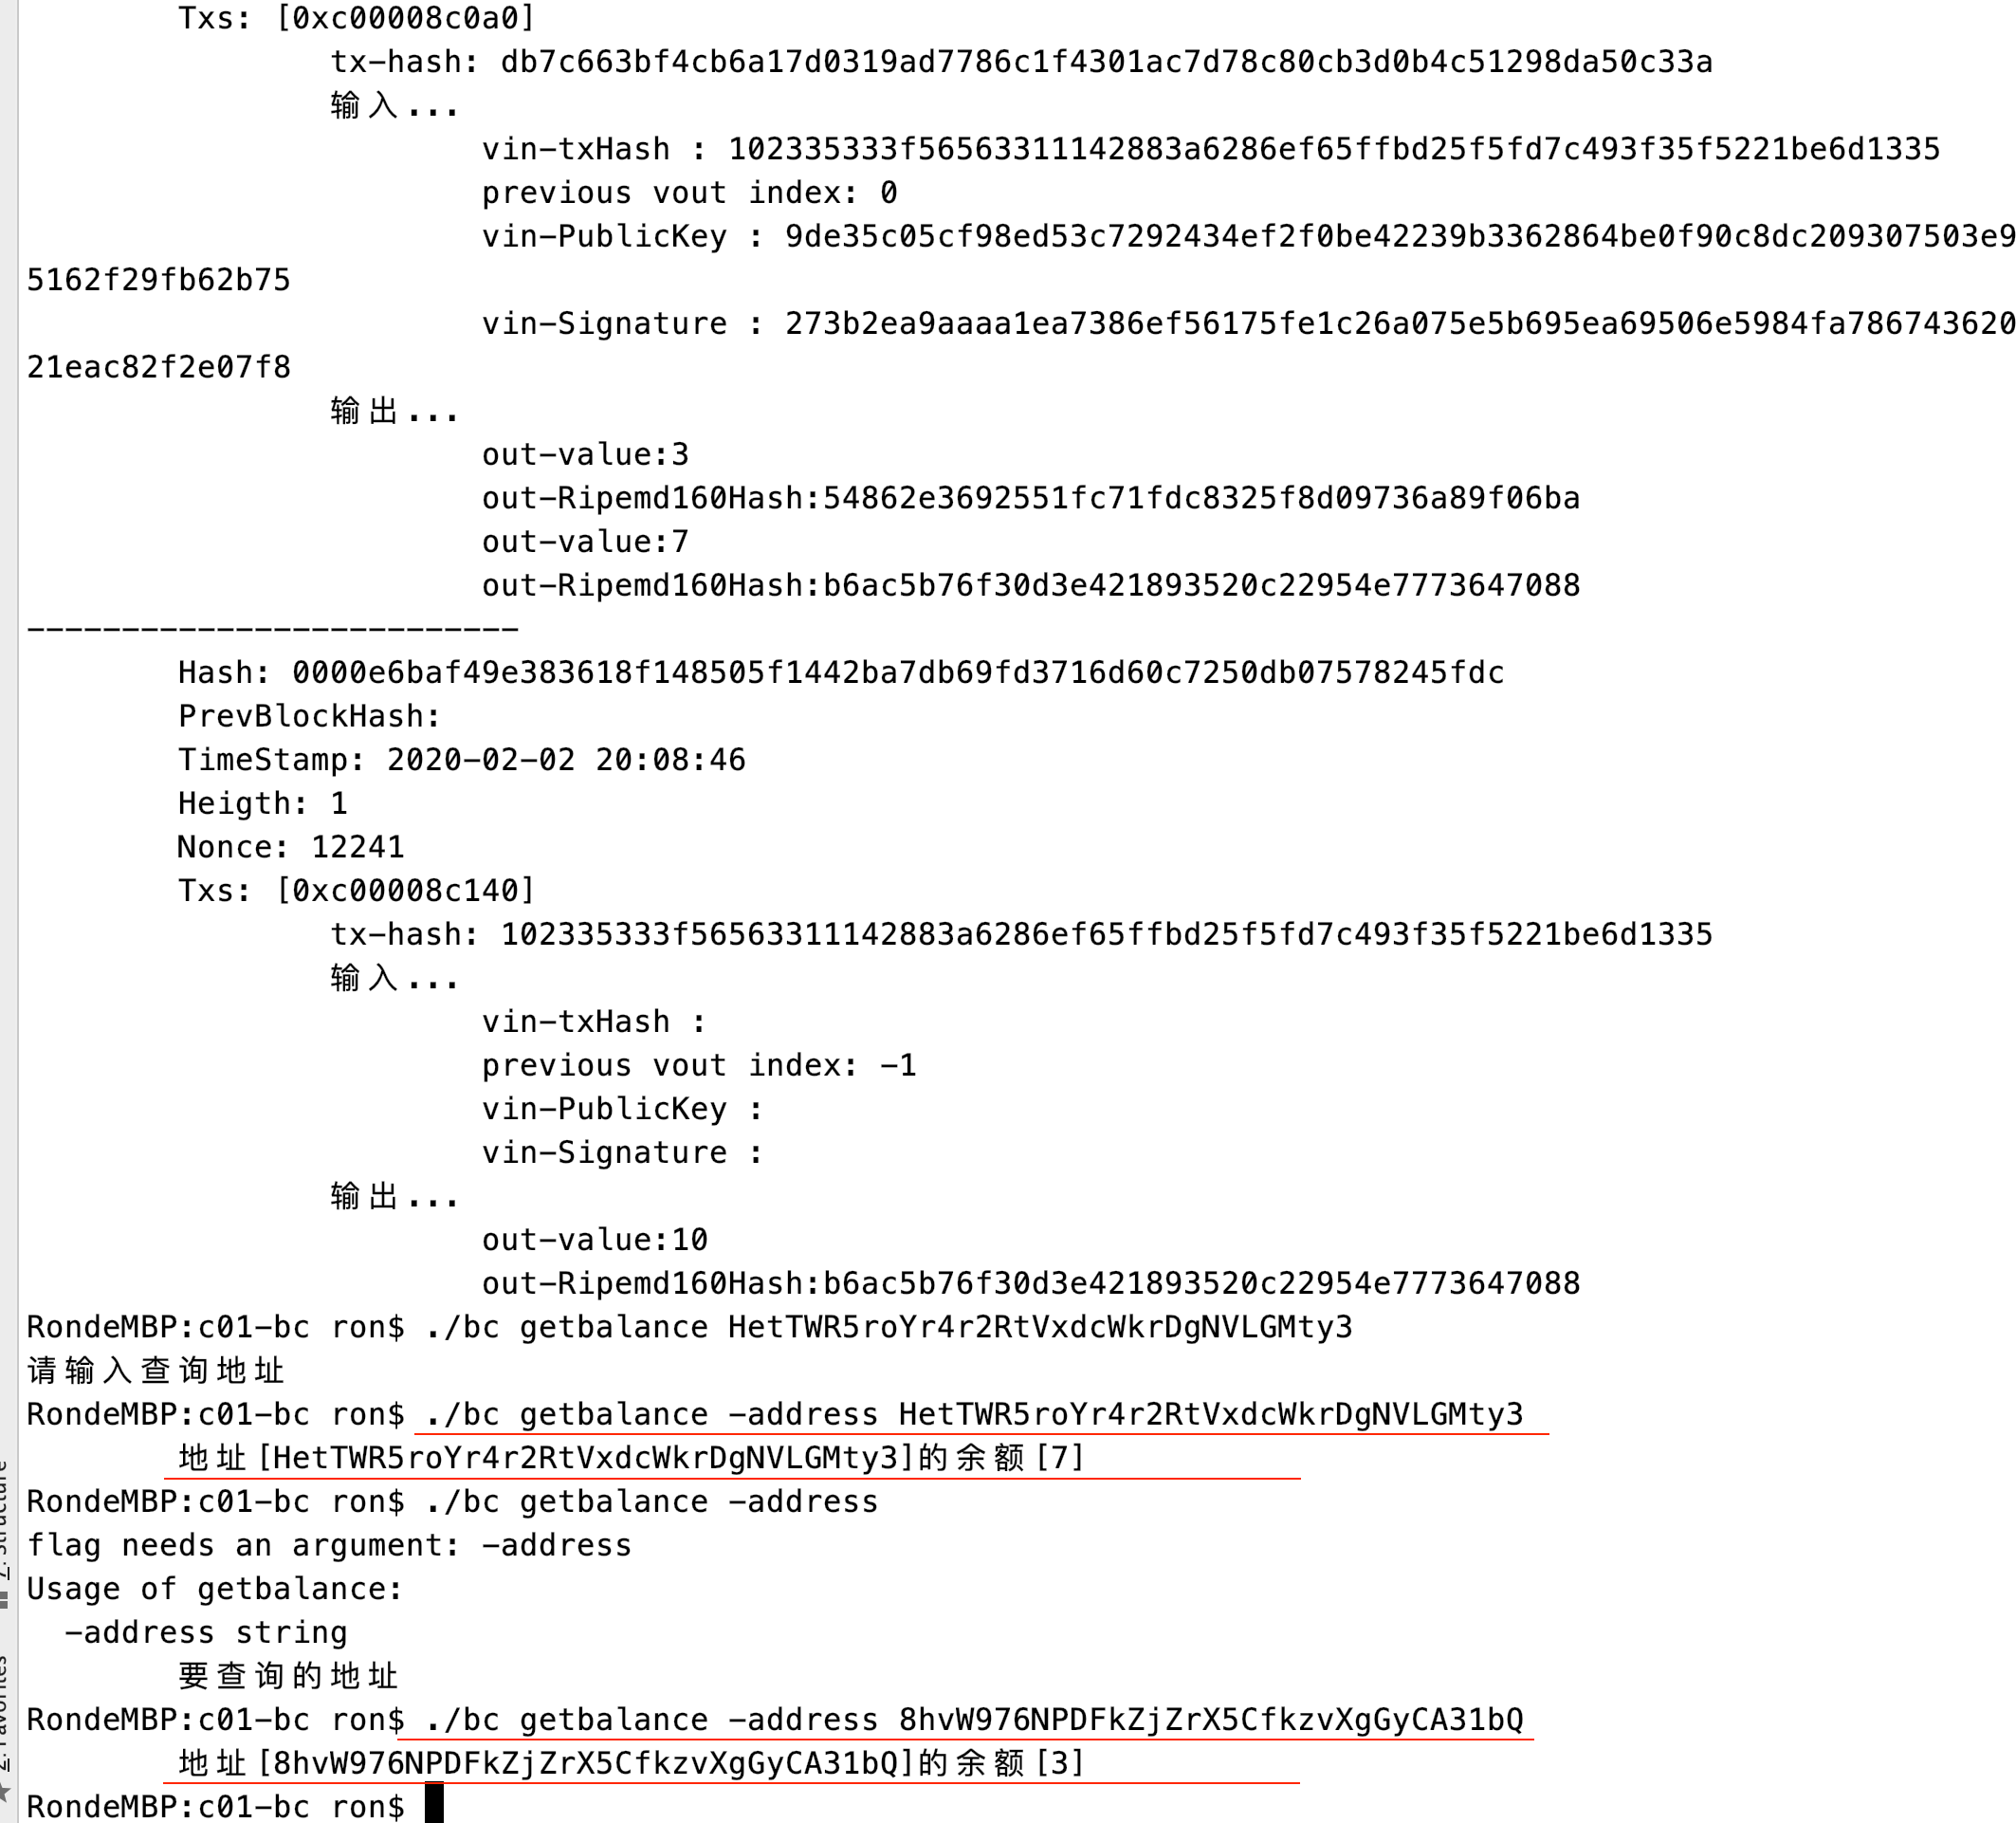 Txs: [0xc00008c0a0]
tx-hash: db7c663bf4cb6a17d0319ad7786c1f4301ac7d78c80cb3d0b4c51298da50c33a
输入...
vin-txHash : 102335333f56563311142883a6286ef65ffbd25f5fd7c493f35f5221be6d1335
previous vout index: 0
vin-PublicKey : 9de35c05cf98ed53c7292434ef2f0be42239b3362864be0f90c8dc209307503e9
5162f29fb62b75
vin-Signature : 273b2ea9aaaa1ea7386ef56175fe1c26a075e5b695ea69506e5984fa786743620
21eac82f2e07f8
输出...
out-value:3
out-Ripemd160Hash:54862e3692551fc71fdc8325f8d09736a89f06ba
out-value:7
out-Ripemd160Hash:b6ac5b76f30d3e421893520c22954e7773647088
--------------------------
Hash: 0000e6baf49e383618f148505f1442ba7db69fd3716d60c7250db07578245fdc
PrevBlockHash:
TimeStamp: 2020-02-02 20:08:46
Heigth: 1
Nonce: 12241
Txs: [0xc00008c140]
tx-hash: 102335333f56563311142883a6286ef65ffbd25f5fd7c493f35f5221be6d1335
输入...
vin-txHash :
previous vout index: -1
vin-PublicKey :
vin-Signature :
输出...
out-value:10
out-Ripemd160Hash:b6ac5b76f30d3e421893520c22954e7773647088
RondeMBP:c01-bc ron$ ./bc getbalance HetTWR5roYr4r2RtVxdcWkrDgNVLGMty3
请输入查询地址
RondeMBP:c01-bc ron$ ./bc getbalance -address HetTWR5roYr4r2RtVxdcWkrDgNVLGMty3
地址[HetTWR5roYr4r2RtVxdcWkrDgNVLGMty3]的余额[7]
RondeMBP:c01-bc ron$ ./bc getbalance -address
flag needs an argument: -address
Usage of getbalance:
-address string
要查询的地址
RondeMBP:c01-bc ron$ ./bc getbalance -address 8hvW976NPDFkZjZrX5CfkzvXgGyCA31bQ
地址[8hvW976NPDFkZjZrX5CfkzvXgGyCA31bQ]的余额[3]
RondeMBP:c01-bc ron$